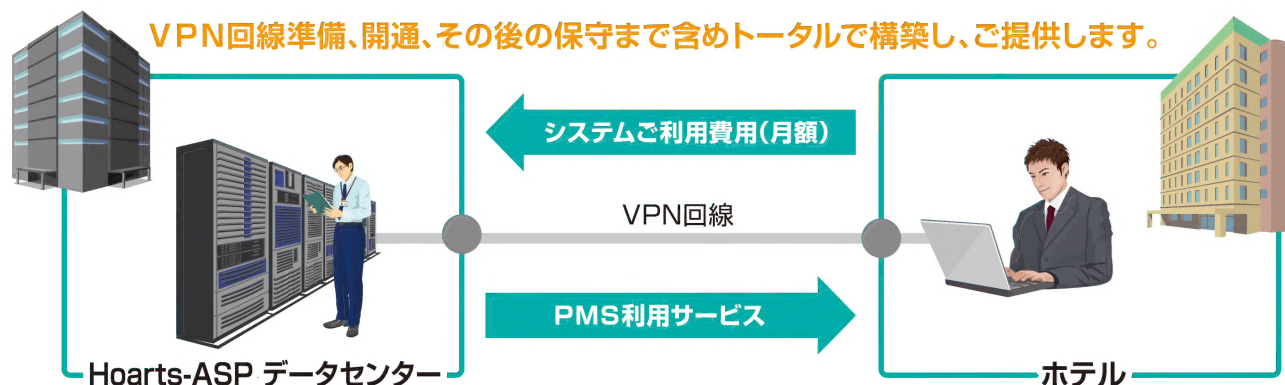 VPN回線準備、開通、その後の保守まで含めトータルで構築し、ご提供します。
システムご利用費用(月額)
VPN回線
PMS利用サービス
Hoarts-ASP データセンター
ホテル